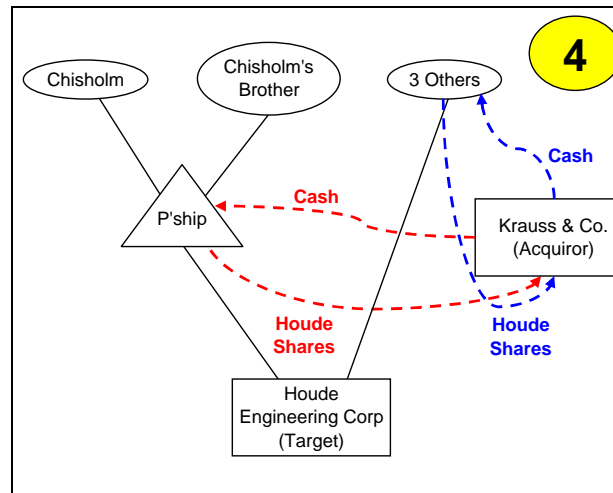 4
Chisholm
Chisholm's
Brother
3 Others
Cash
Cash
P'ship
Krauss & Co.
(Acquiror)
Houde
Shares
Houde
Shares
Houde
Engineering Corp
(Target)